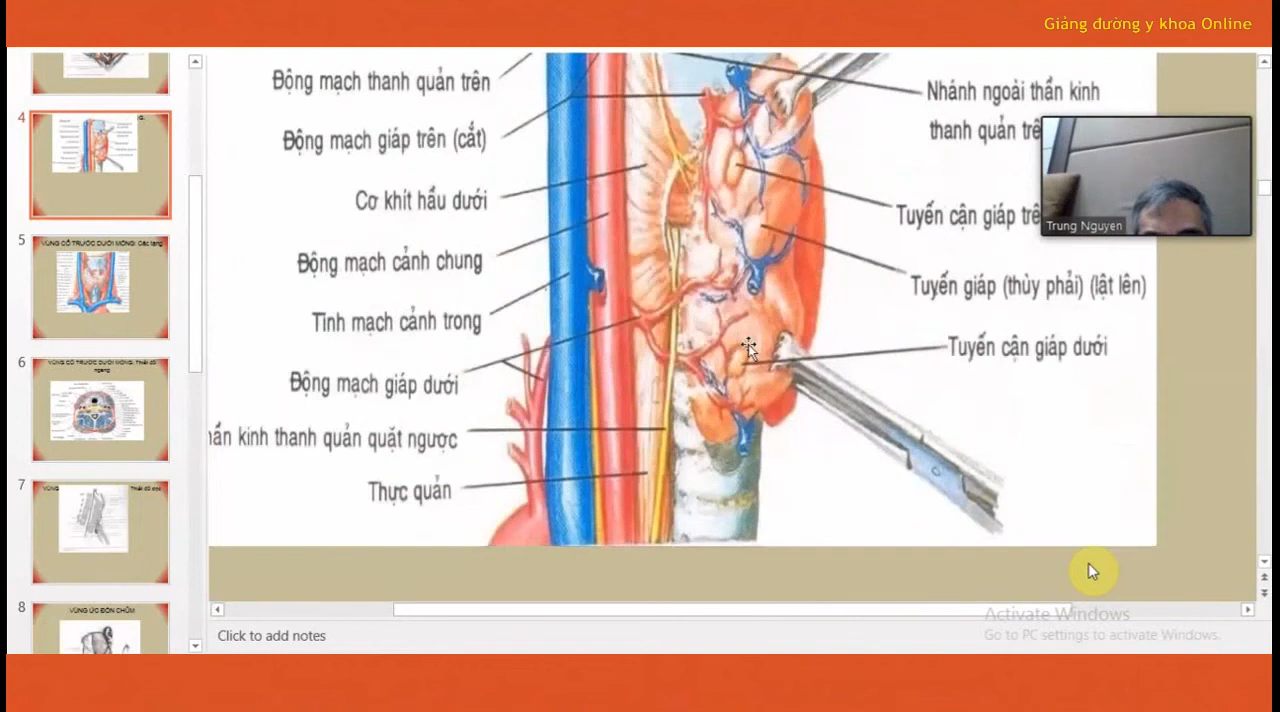 Giảng đường y khoa Online
4
5
VÙNG CỔ TRƯỚC DƯỚI MÓNG: Các tạng
6
VÙNG CỔ TRƯỚC DƯỚI MÓNG: Thiết đồ
ngang
7
VÙNG
8
VÙNG ỨC ĐÒN CHŨM
Động mạch thanh quản trên
Động mạch giáp trên (cắt)
Cơ khít hầu dưới
Động mạch cảnh chung
Tĩnh mạch cảnh trong
Động mạch giáp dưới
ần kinh thanh quản quặt ngược
Thực quản
Nhánh ngoài thần kinh
thanh quản trê
Tuyến cận giáp trê
Tuyến giáp (thùy phải) (lật lên)
Tuyến cận giáp dưới
Trung Nguyen
Activate Windows
Go to PC settings to activate Windows.
Click to add notes